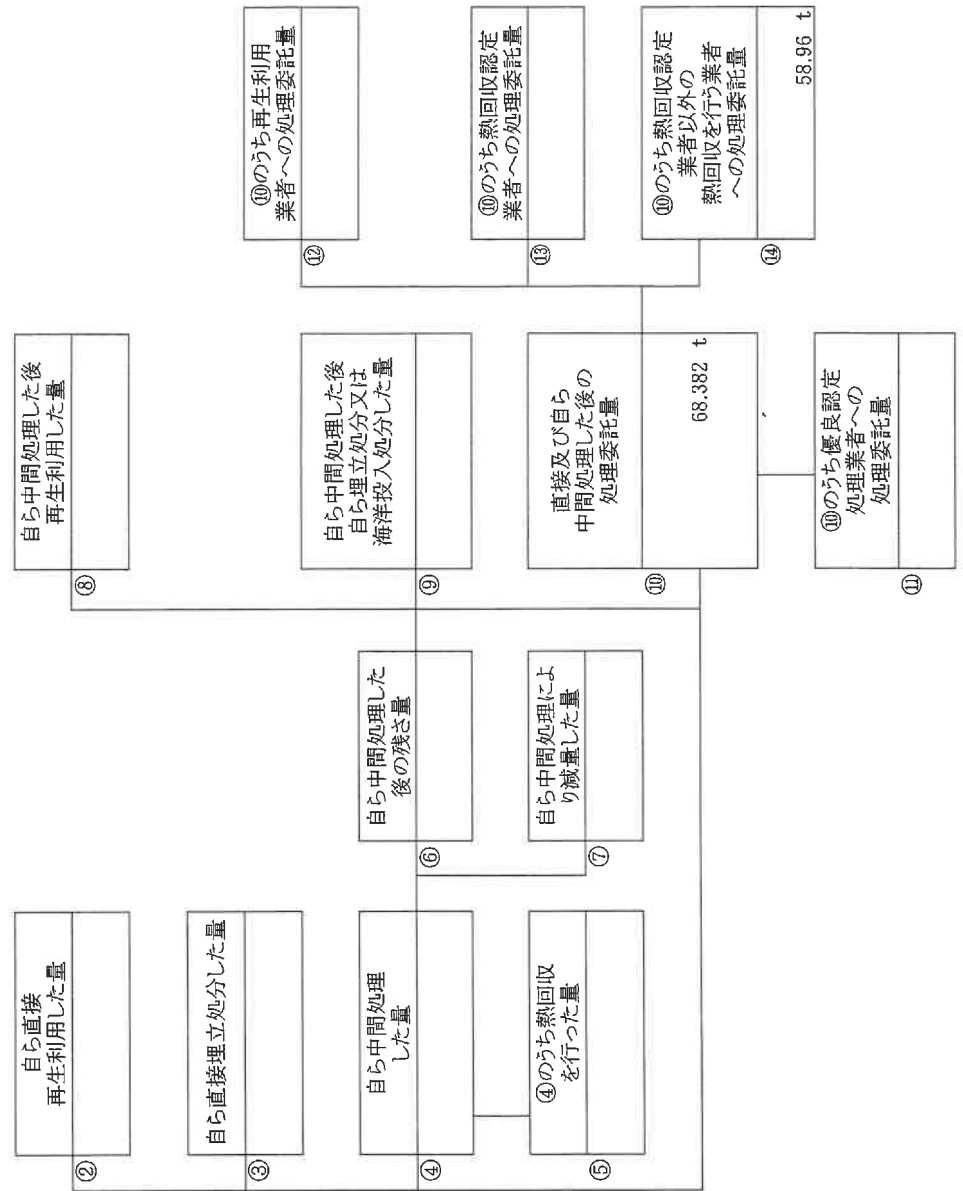 ②
自ら直接
再生利用した量
③
自ら直接埋立処分した量
④
自ら中間処理
した量
⑤
④のうち熱回収
を行った量
⑥
自ら中間処理した
後の残さ量
⑦
自ら中間処理によ
り減量した量
⑧
自ら中間処理した後
再生利用した量
⑨
自ら中間処理した後
自ら埋立処分又は
海洋投入処分した量
⑩
直接及び自ら
中間処理した後の
処理委託量
68.382 t
⑪
⑩のうち優良認定
処理業者への
処理委託量
⑫
⑩のうち再生利用
業者への処理委託量
⑬
⑩のうち熱回収認定
業者への処理委託量
⑭
⑩のうち熱回収認定
業者以外の
熱回収を行う業者
への処理委託量
58.96 t